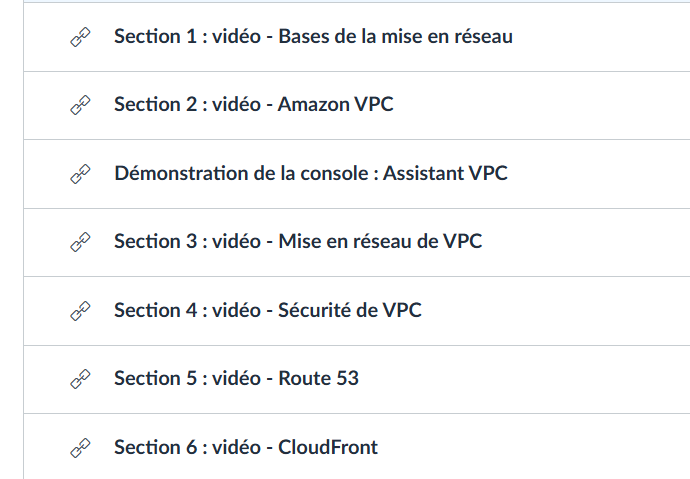 Section 1 : vidéo - Bases de la mise en réseau
Section 2 : vidéo - Amazon VPC
Démonstration de la console : Assistant VPC
Section 3 : vidéo - Mise en réseau de VPC
Section 4 : vidéo - Sécurité de VPC
Section 5 : vidéo - Route 53
Section 6 : vidéo - CloudFront